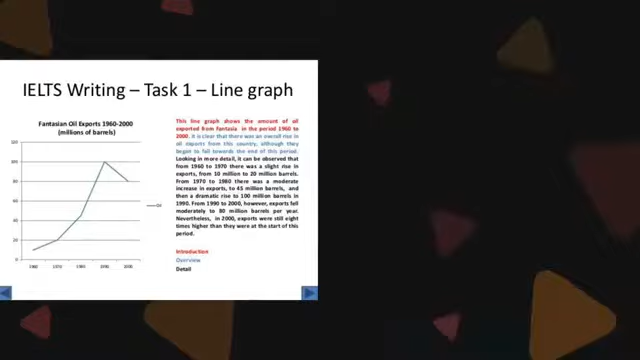 IELTS Writing – Task 1 – Line graph
Fantasian Oil Exports 1960-2000
(millions of barrels)
120
100
80
60
40
20
0
1960 1970 1980 1990 2000
Oil
This line graph shows the amount of oil
exported from Fantasia in the period 1960 to
2000. It is clear that there was an overall rise in
oil exports from this country, although they
began to fall towards the end of this period.
Looking in more detail, it can be observed that
from 1960 to 1970 there was a slight rise in
exports, from 10 million to 20 million barrels.
From 1970 to 1980 there was a moderate
increase in exports, to 45 million barrels, and
then a dramatic rise to 100 million barrels in
1990. From 1990 to 2000, however, exports fell
moderately to 80 million barrels per year.
Nevertheless, in 2000, exports were still eight
times higher than they were at the start of this
period.
Introduction
Overview
Detail